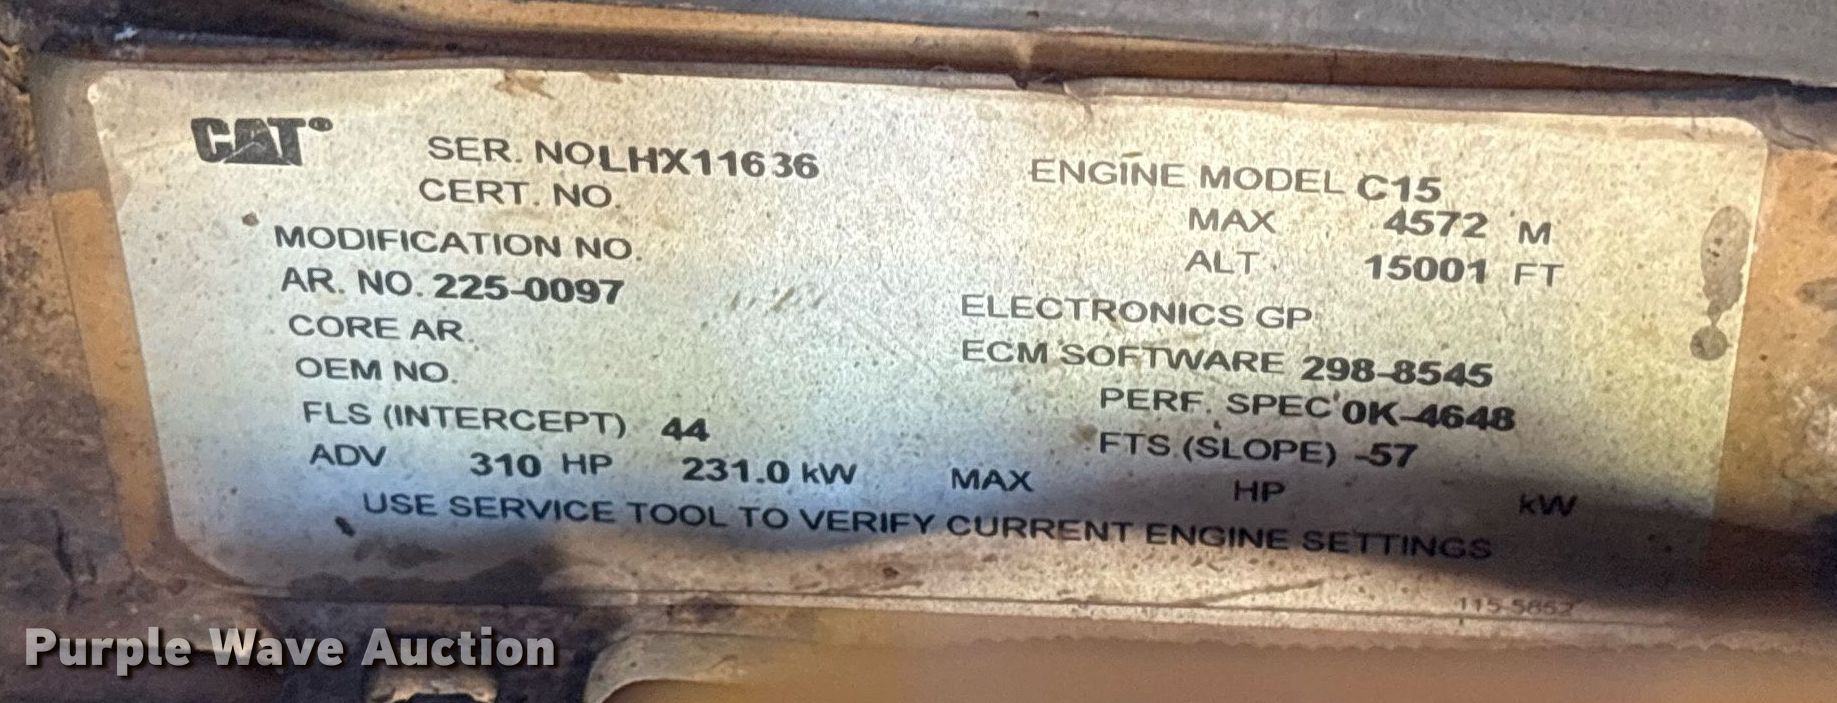 CAT®
SER. NO LHX11636
CERT. NO.
MODIFICATION NO.
AR. NO. 225-0097
CORE AR.
OEM NO.
FLS (INTERCEPT) 44
ADV 310 HP 231.0 kW
ENGINE MODEL C15
MAX 4572 M
ALT 15001 FT
ELECTRONICS GP
ECM SOFTWARE 298-8545
PERF. SPEC 0K-4648
FTS (SLOPE) -57
MAX HP kW
USE SERVICE TOOL TO VERIFY CURRENT ENGINE SETTINGS
115-5852
Purple Wave Auction